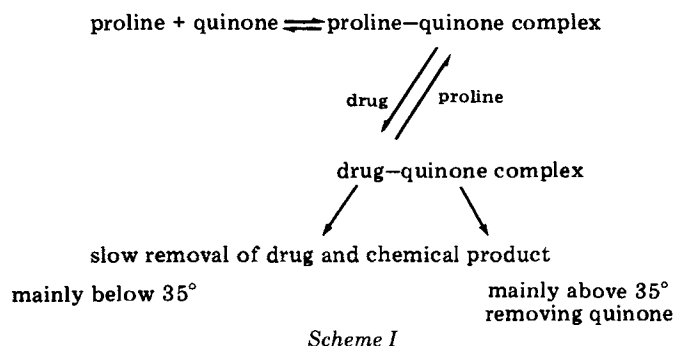 proline + quinone ⇌ proline–quinone complex
drug proline
drug–quinone complex
slow removal of drug and chemical product
mainly below 35° mainly above 35°
removing quinone
Scheme I